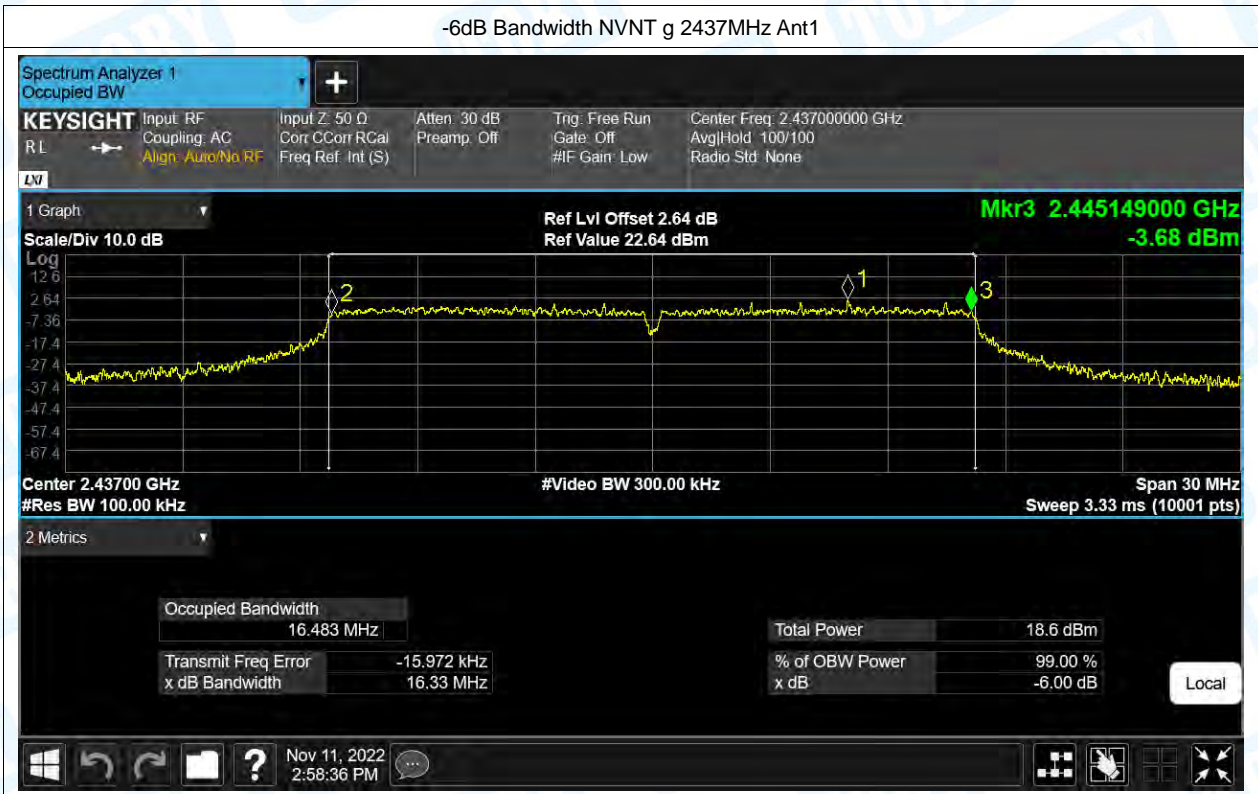 -6dB Bandwidth NVNT g 2437MHz Ant1
Spectrum Analyzer 1
Occupied BW
+
KEYSIGHT
R L
LXI
Input: RF
Coupling: AC
Align: Auto/No RF
Input Z: 50 Ω
Corr CCorr RCal
Freq Ref: Int (S)
Atten: 30 dB
Preamp: Off
Trig: Free Run
Gate: Off
#IF Gain: Low
Center Freq: 2.437000000 GHz
Avg|Hold: 100/100
Radio Std: None
1 Graph
Scale/Div 10.0 dB
Ref Lvl Offset 2.64 dB
Ref Value 22.64 dBm
Mkr3 2.445149000 GHz
-3.68 dBm
Log
12.6
2.64
-7.36
-17.4
-27.4
-37.4
-47.4
-57.4
-67.4
2
1
3
Center 2.43700 GHz
#Res BW 100.00 kHz
#Video BW 300.00 kHz
Span 30 MHz
Sweep 3.33 ms (10001 pts)
2 Metrics
Occupied Bandwidth
16.483 MHz
Transmit Freq Error -15.972 kHz
x dB Bandwidth 16.33 MHz
Total Power 18.6 dBm
% of OBW Power 99.00 %
x dB -6.00 dB
Local
?
Nov 11, 2022
2:58:36 PM